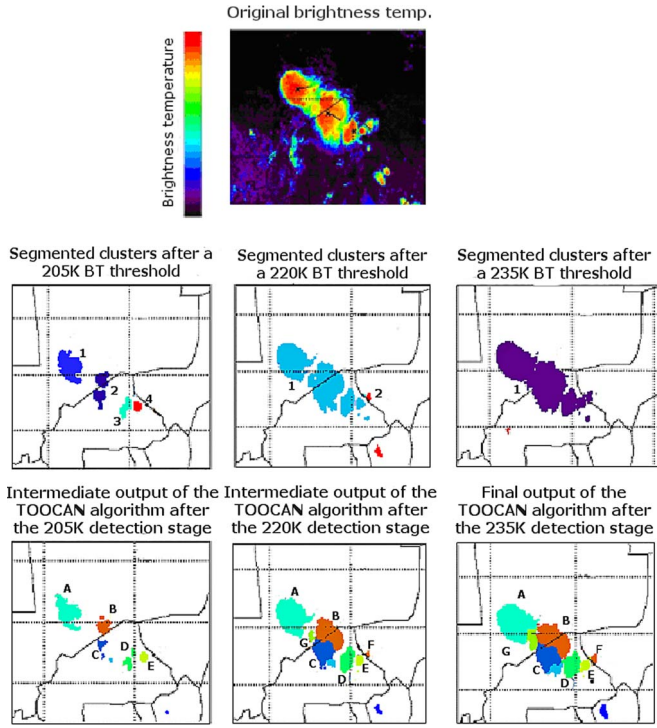 Original brightness temp.
Brightness temperature
Segmented clusters after a
205K BT threshold
Segmented clusters after
a 220K BT threshold
Segmented clusters after
a 235K BT threshold
1
2
3
4
1
2
1
Intermediate output of the
TOOCAN algorithm after
the 205K detection stage
Intermediate output of the
TOOCAN algorithm after
the 220K detection stage
Final output of the
TOOCAN algorithm after
the 235K detection stage
A
B
C
D
E
A
B
G
C
D
E
F
A
B
G
C
D
E
F